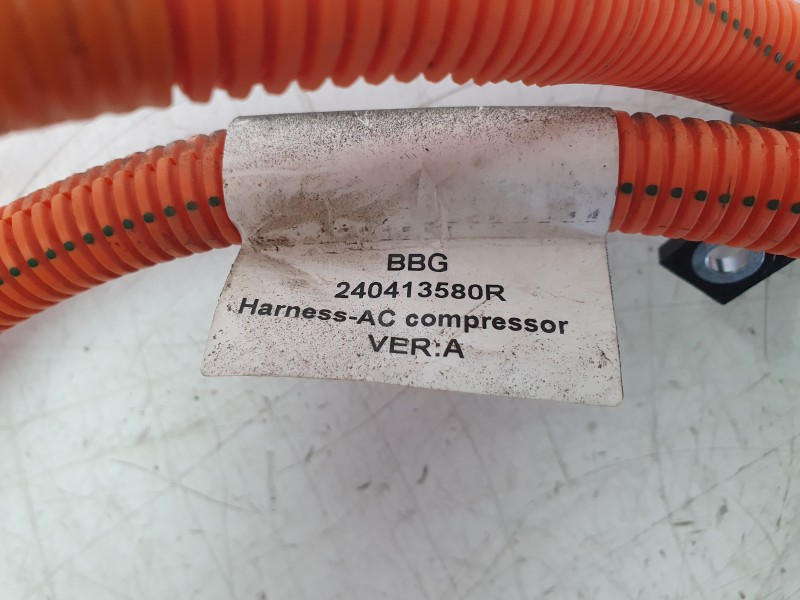 BBG
240413580R
Harness-AC compressor
VER:A